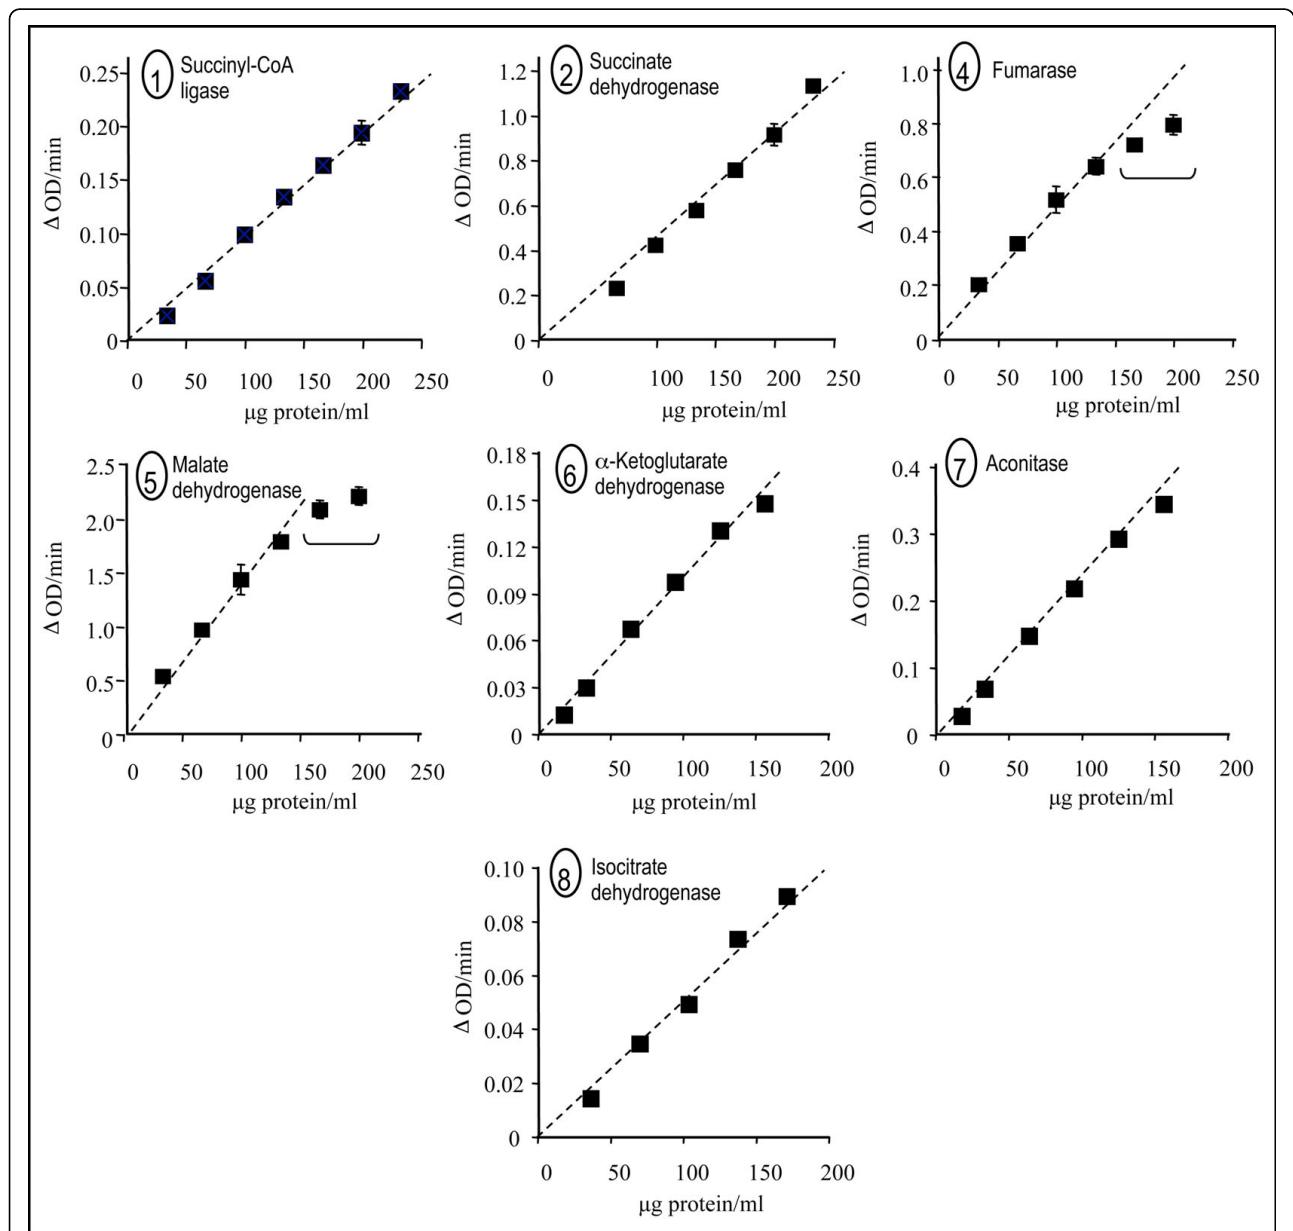 1 Succinyl-CoA
ligase
0.25
0.20
0.15
0.10
0.05
0
Δ OD/min
0 50 100 150 200 250
μg protein/ml
2 Succinate
dehydrogenase
1.2
1.0
0.8
0.6
0.4
0.2
0
Δ OD/min
0 100 150 200 250
μg protein/ml
4 Fumarase
1.0
0.8
0.6
0.4
0.2
0
Δ OD/min
0 50 100 150 200 250
μg protein/ml
5 Malate
dehydrogenase
2.5
2.0
1.5
1.0
0.5
0
Δ OD/min
0 50 100 150 200 250
μg protein/ml
6 α-Ketoglutarate
dehydrogenase
0.18
0.15
0.12
0.09
0.06
0.03
0
Δ OD/min
0 50 100 150 200
μg protein/ml
7 Aconitase
0.4
0.3
0.2
0.1
0
Δ OD/min
0 50 100 150 200
μg protein/ml
8 Isocitrate
dehydrogenase
0.10
0.08
0.06
0.04
0.02
0
Δ OD/min
0 50 100 150 200
μg protein/ml